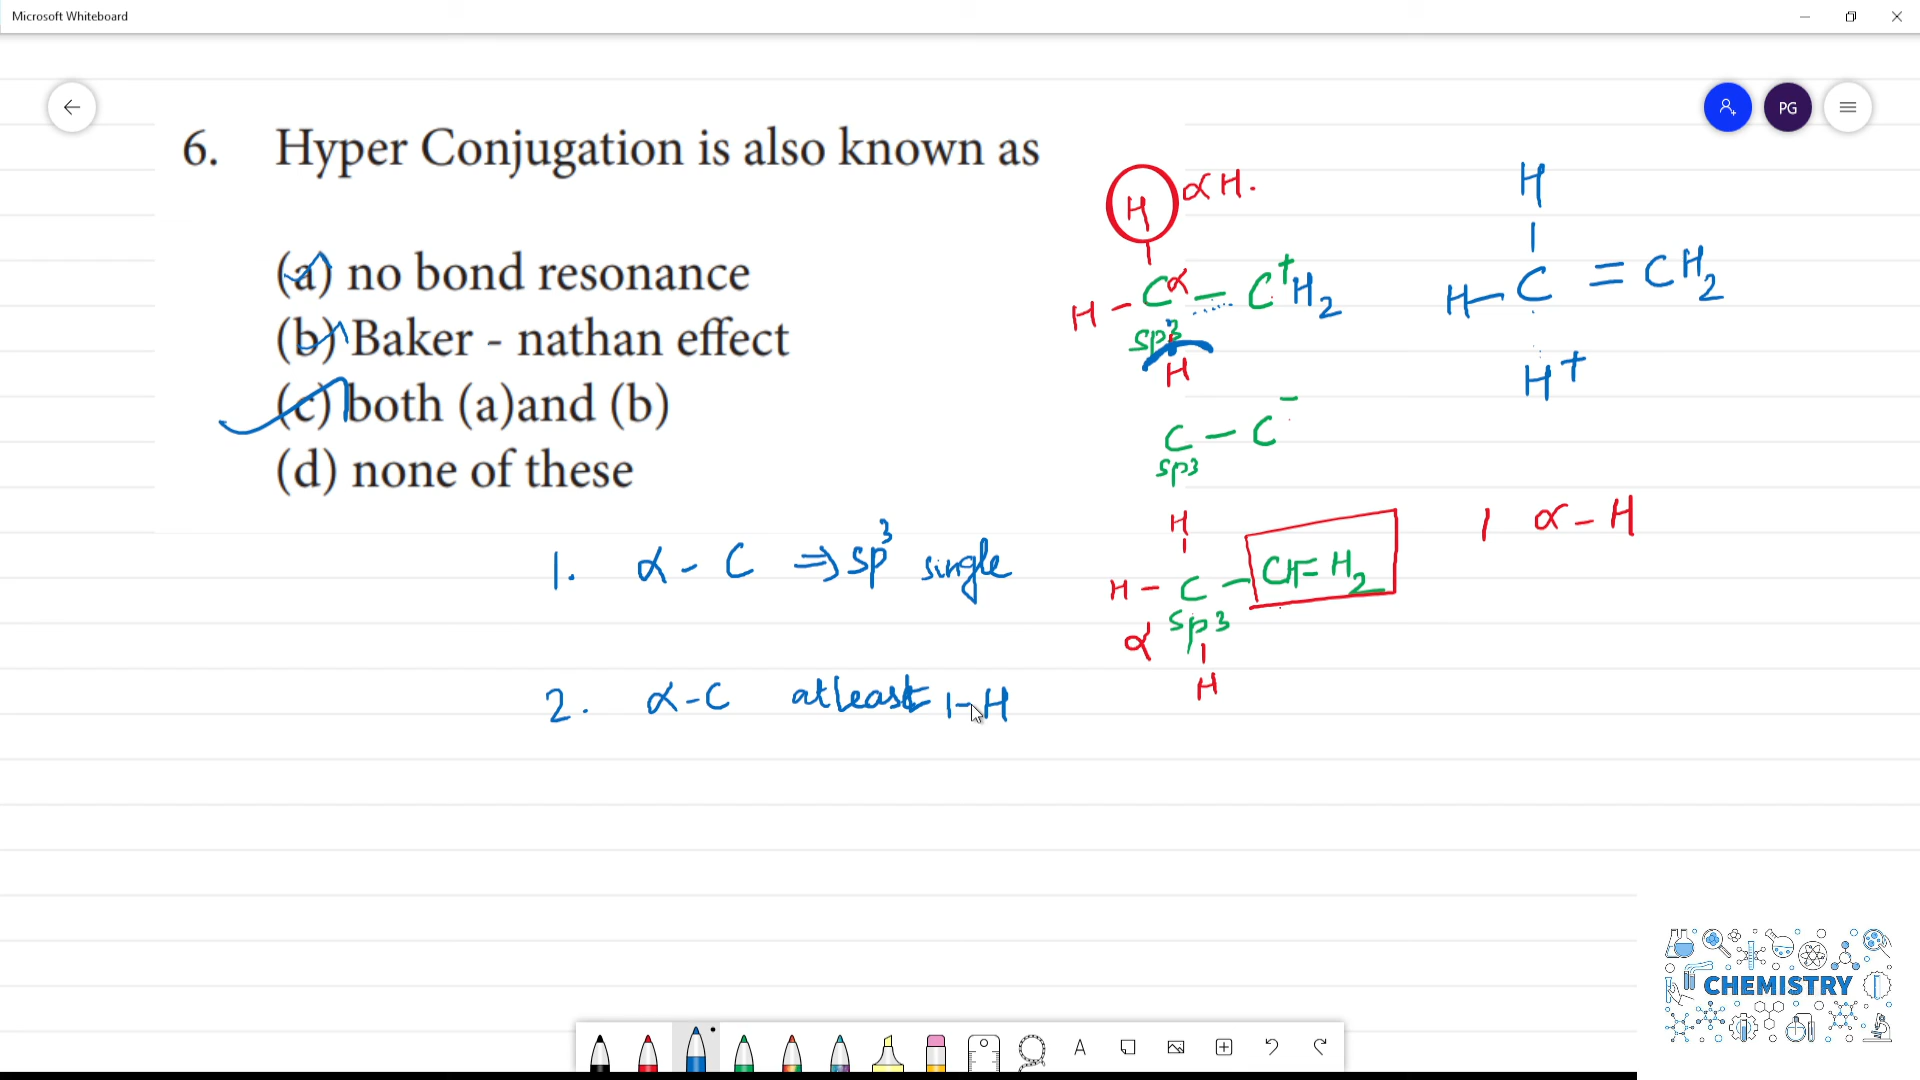 Microsoft Whiteboard
PG
6. Hyper Conjugation is also known as
(a) no bond resonance
(b) Baker - nathan effect
(c) both (a)and (b)
(d) none of these
1. α - C ⇒ sp³ single
2. α - C atleast 1-H
H αH.
H - Cα - C⁺H₂
sp³
H
C - C⁻
sp3
H
H - C - CH=H₂
α sp3
H
H
H - C = CH₂
H⁺
1 α - H
CHEMISTRY
A